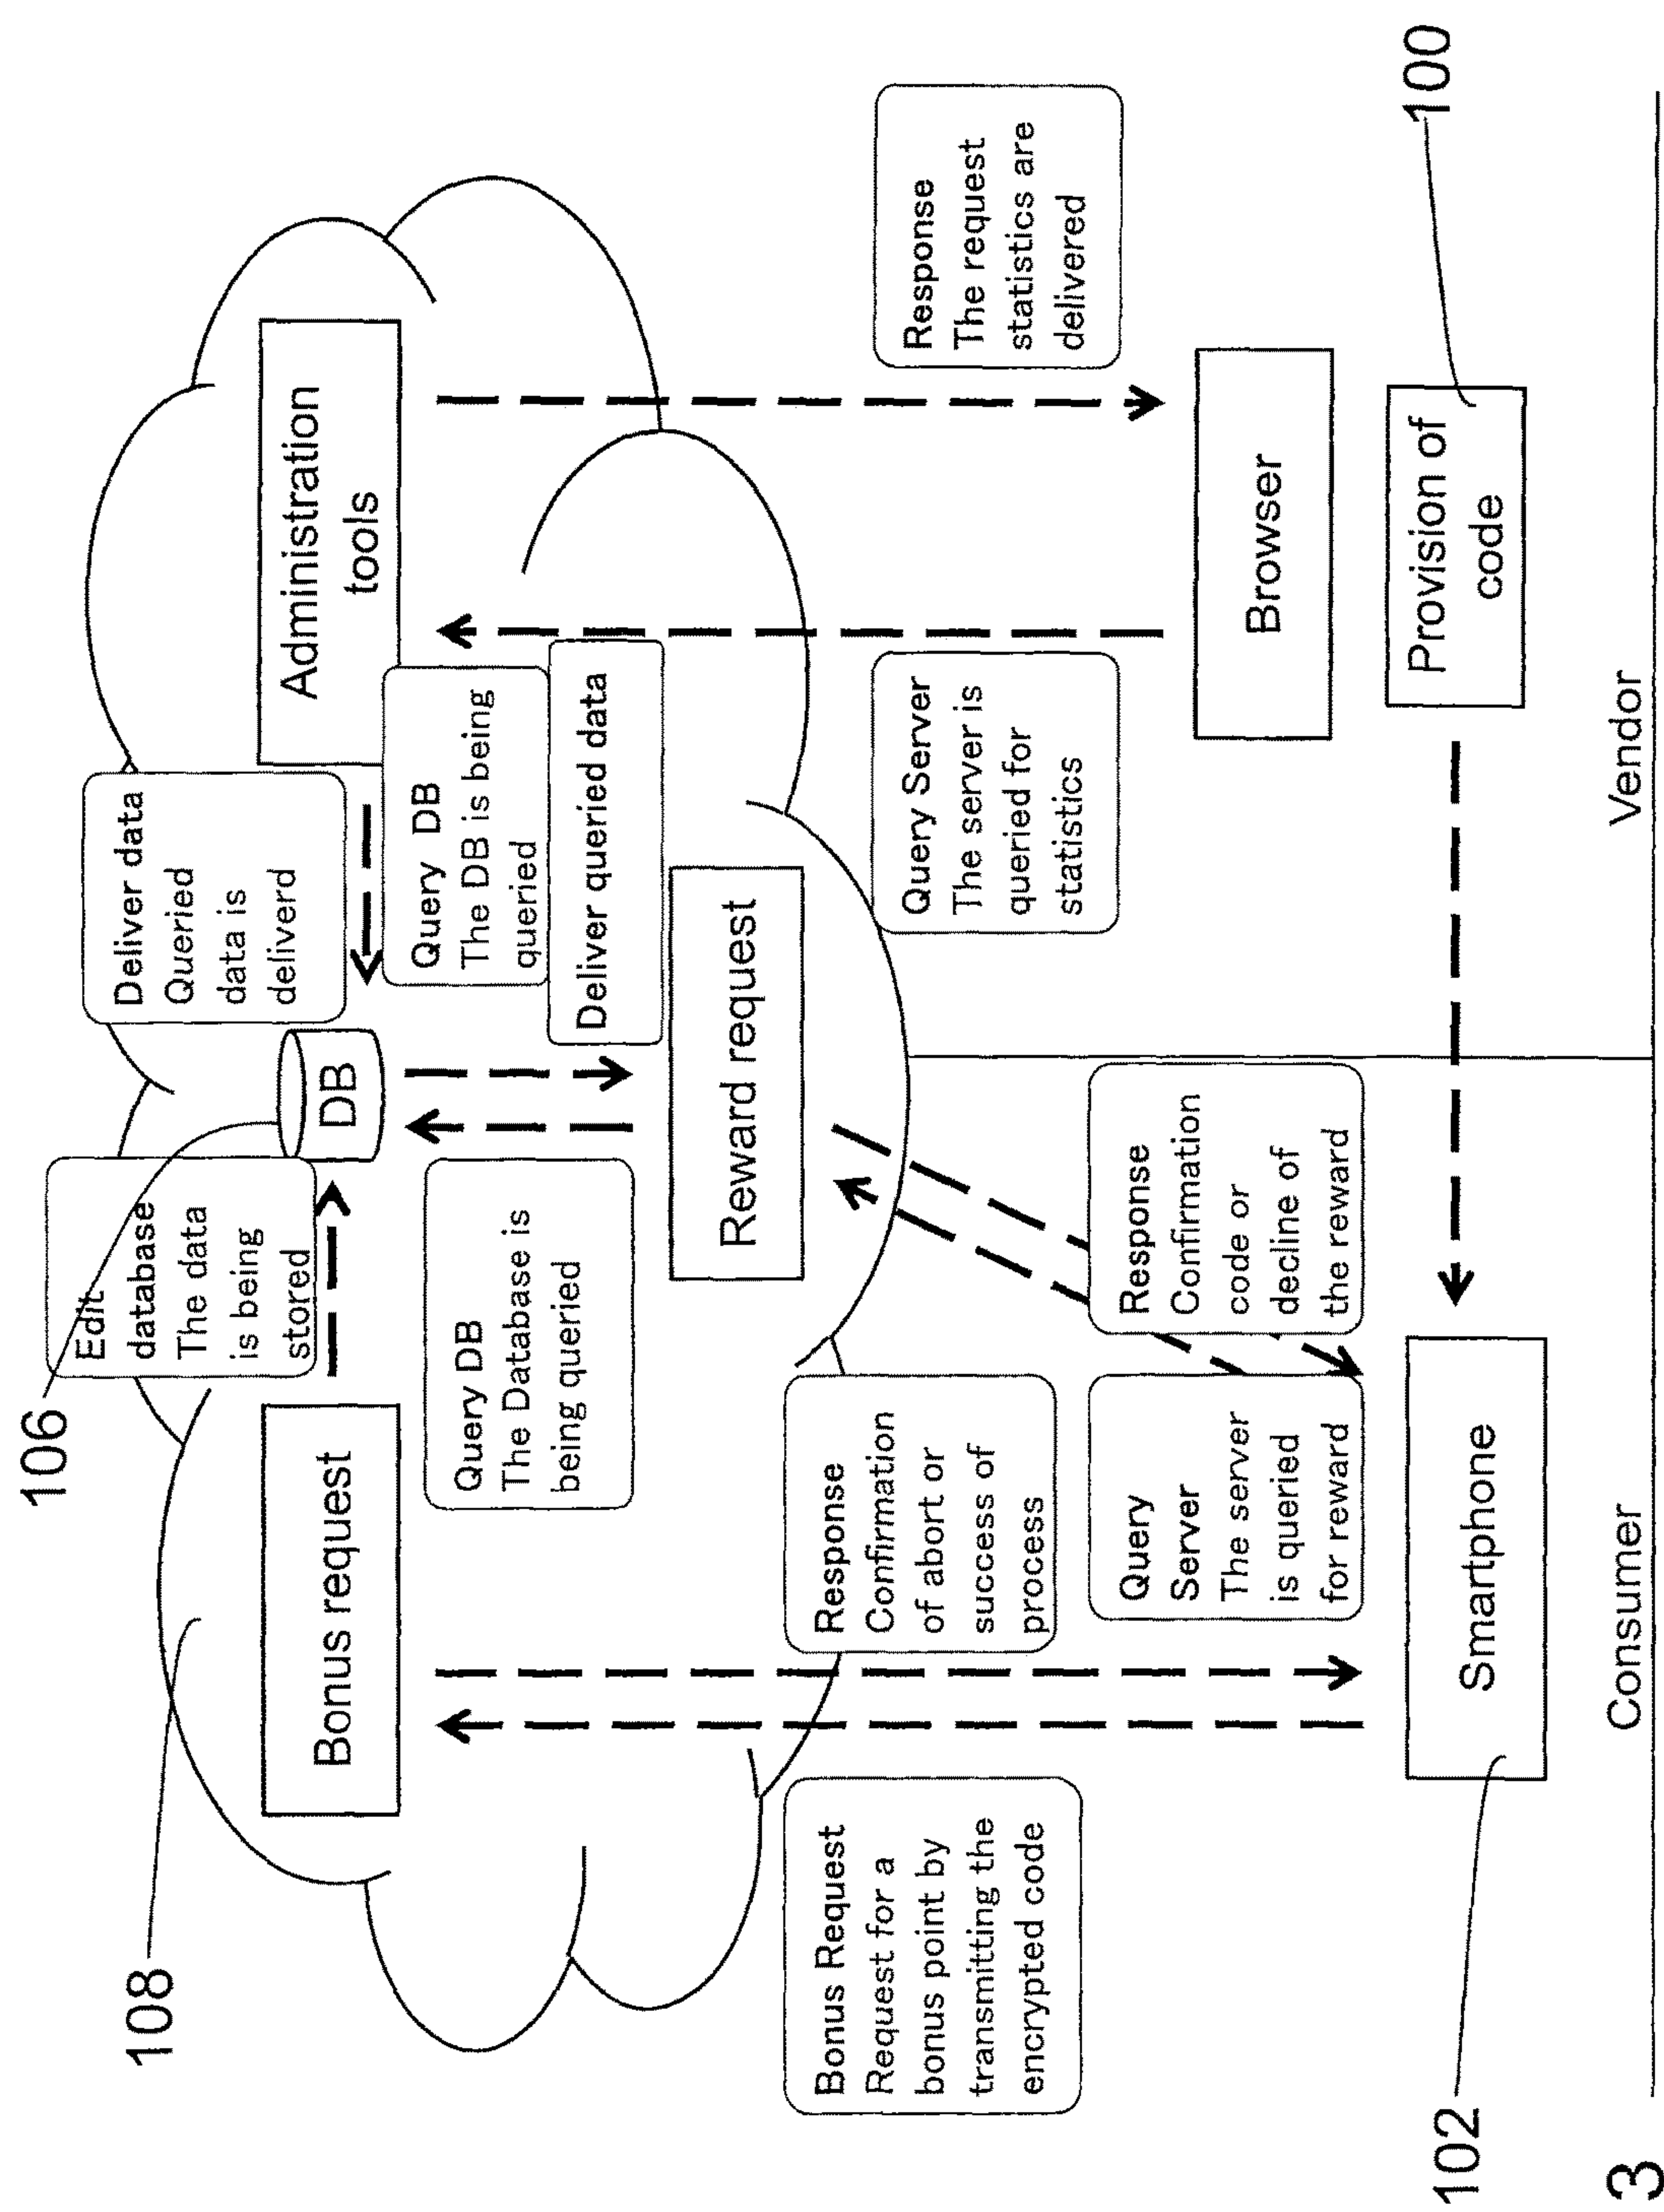 106
108
Edit
database
The data
is being
stored
Deliver data
Queried
data is
deliverd
Bonus request
DB
Administration
tools
Query DB
The Database is
being queried
Query DB
The DB is being
queried
Deliver queried data
Reward request
Bonus Request
Request for a
bonus point by
transmitting the
encrypted code
Response
Confirmation
of abort or
success of
process
Query
Server
The server
is queried
for reward
Response
Confirmation
code or
decline of
the reward
Query Server
The server is
queried for
statistics
Response
The request
statistics are
delivered
Browser
Smartphone
Provision of
code
102
100
Consumer
Vendor
3